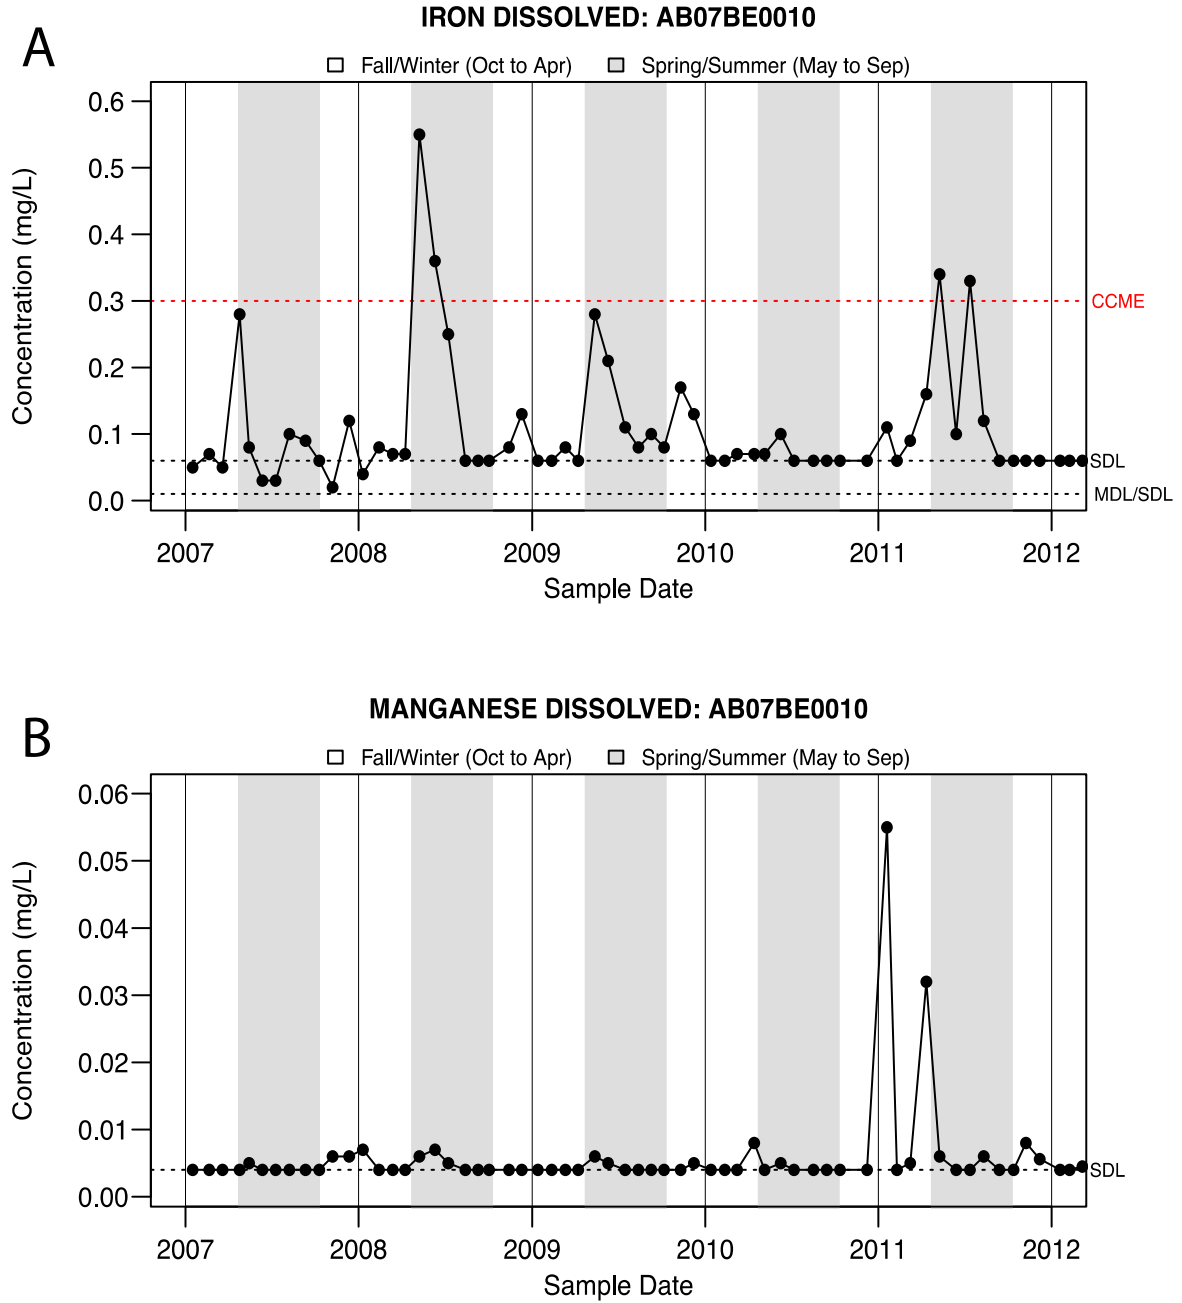 A
IRON DISSOLVED: AB07BE0010
Fall/Winter (Oct to Apr) Spring/Summer (May to Sep)
Concentration (mg/L)
0.6
0.5
0.4
0.3
0.2
0.1
0.0
CCME
SDL
MDL/SDL
2007 2008 2009 2010 2011 2012
Sample Date
B
MANGANESE DISSOLVED: AB07BE0010
Fall/Winter (Oct to Apr) Spring/Summer (May to Sep)
Concentration (mg/L)
0.06
0.05
0.04
0.03
0.02
0.01
0.00
SDL
2007 2008 2009 2010 2011 2012
Sample Date